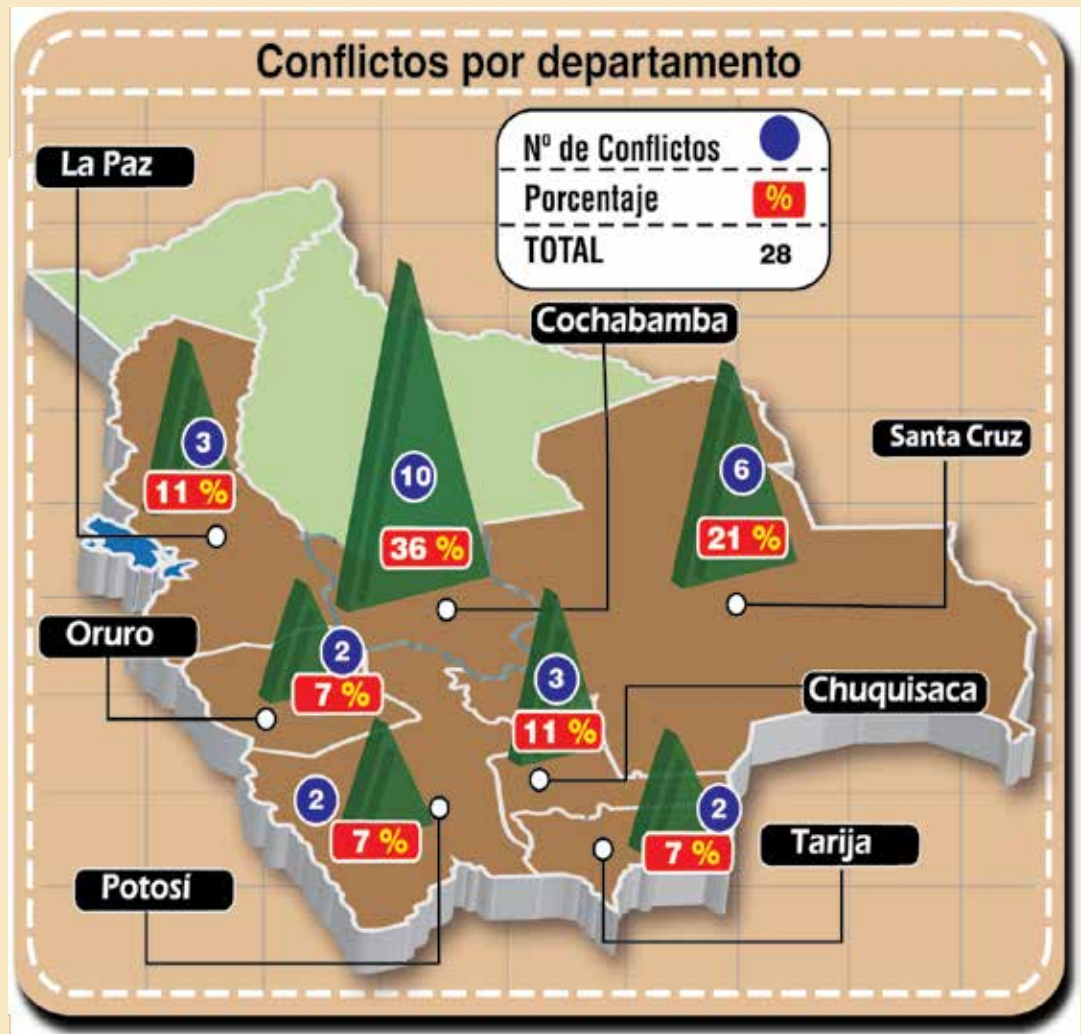 Conflictos por departamento
Nº de Conflictos
Porcentaje %
TOTAL 28
La Paz
3
11 %
Cochabamba
10
36 %
Santa Cruz
6
21 %
Oruro
2
7 %
Chuquisaca
3
11 %
Potosí
2
7 %
Tarija
2
7 %